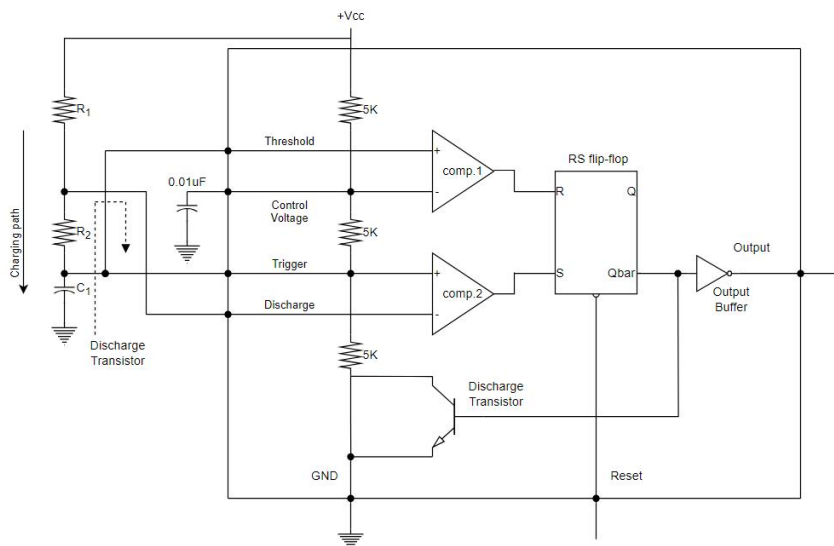 +Vcc
R1
5K
Threshold
+
comp.1
-
RS flip-flop
R
Q
0.01uF
Control
Voltage
Charging path
R2
5K
Trigger
+
comp.2
-
S
Qbar
Output
Output
Buffer
C1
Discharge
Discharge
Transistor
5K
Discharge
Transistor
GND
Reset